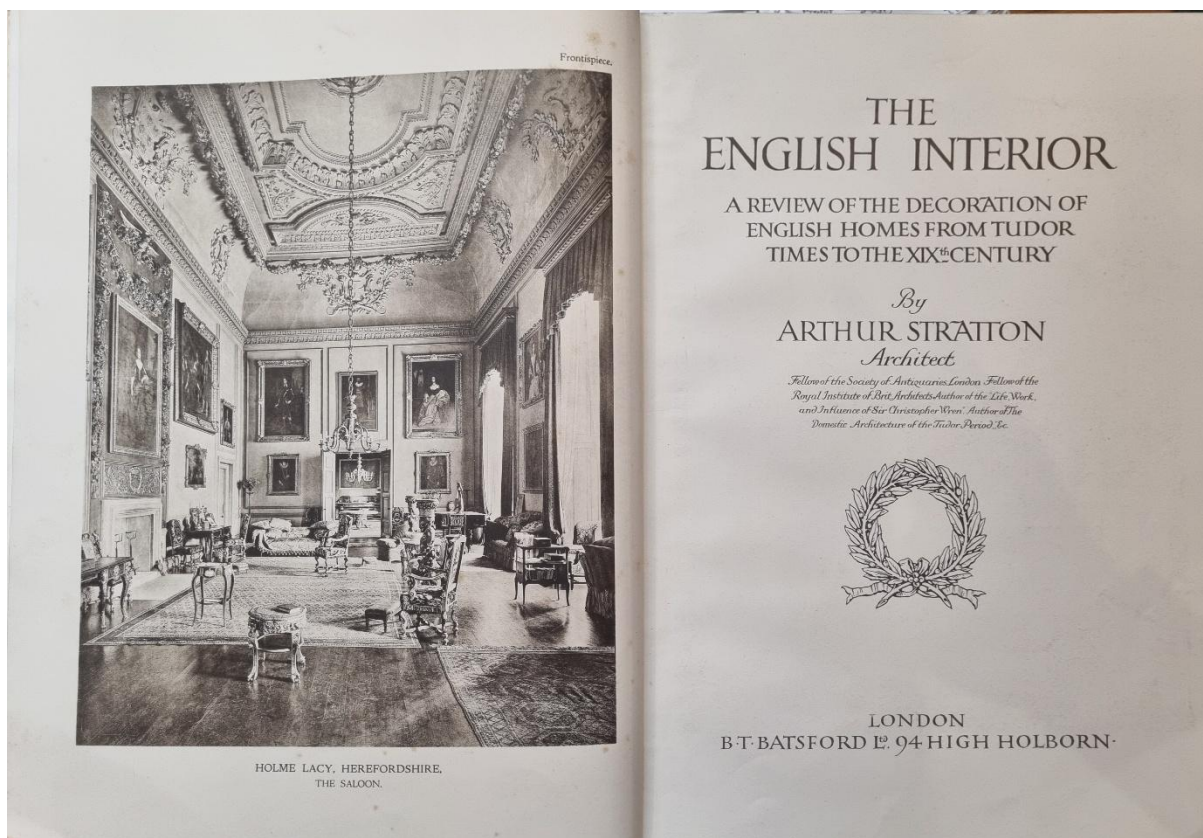 Frontispiece.
HOLME LACY, HEREFORDSHIRE,
THE SALOON.
THE
ENGLISH INTERIOR
A REVIEW OF THE DECORATION OF
ENGLISH HOMES FROM TUDOR
TIMES TO THE XIXth CENTURY
By
ARTHUR STRATTON
Architect
Fellow of the Society of Antiquaries, London Fellow of the
Royal Institute of Brit. Architects Author of the 'Life, Work,
and Influence of Sir Christopher Wren' Author of The
'Domestic Architecture of the Tudor Period', &c.
LONDON
B·T·BATSFORD Ltd. 94 HIGH HOLBORN·